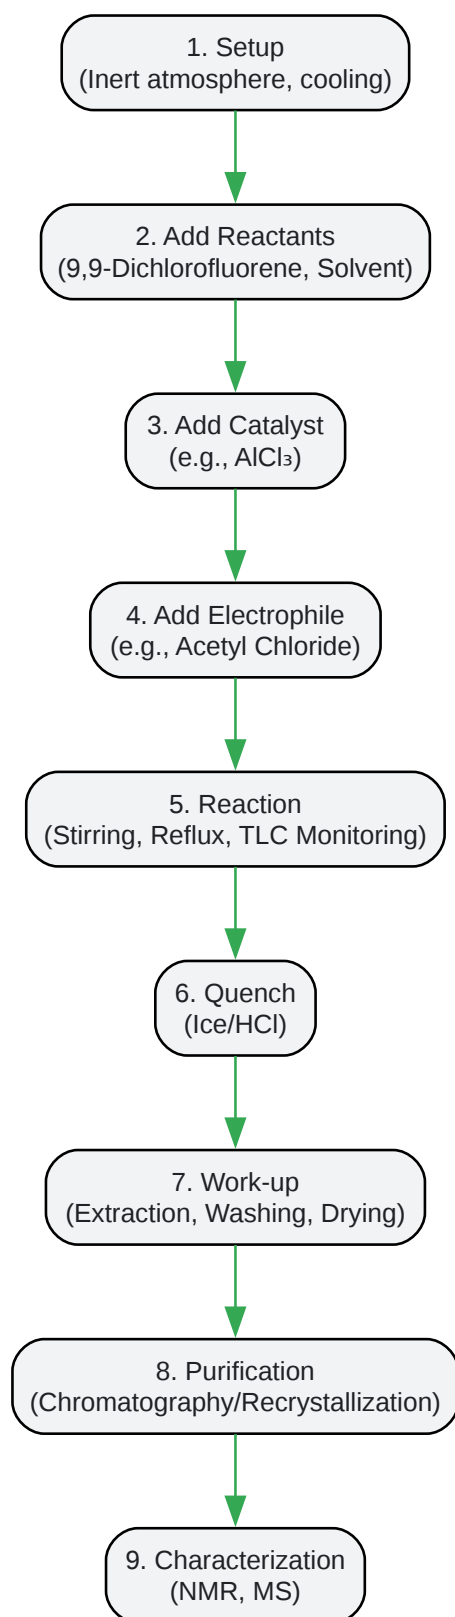 1. Setup
(Inert atmosphere, cooling)
2. Add Reactants
(9,9-Dichlorofluorene, Solvent)
3. Add Catalyst
(e.g., AlCl₃)
4. Add Electrophile
(e.g., Acetyl Chloride)
5. Reaction
(Stirring, Reflux, TLC Monitoring)
6. Quench
(Ice/HCl)
7. Work-up
(Extraction, Washing, Drying)
8. Purification
(Chromatography/Recrystallization)
9. Characterization
(NMR, MS)